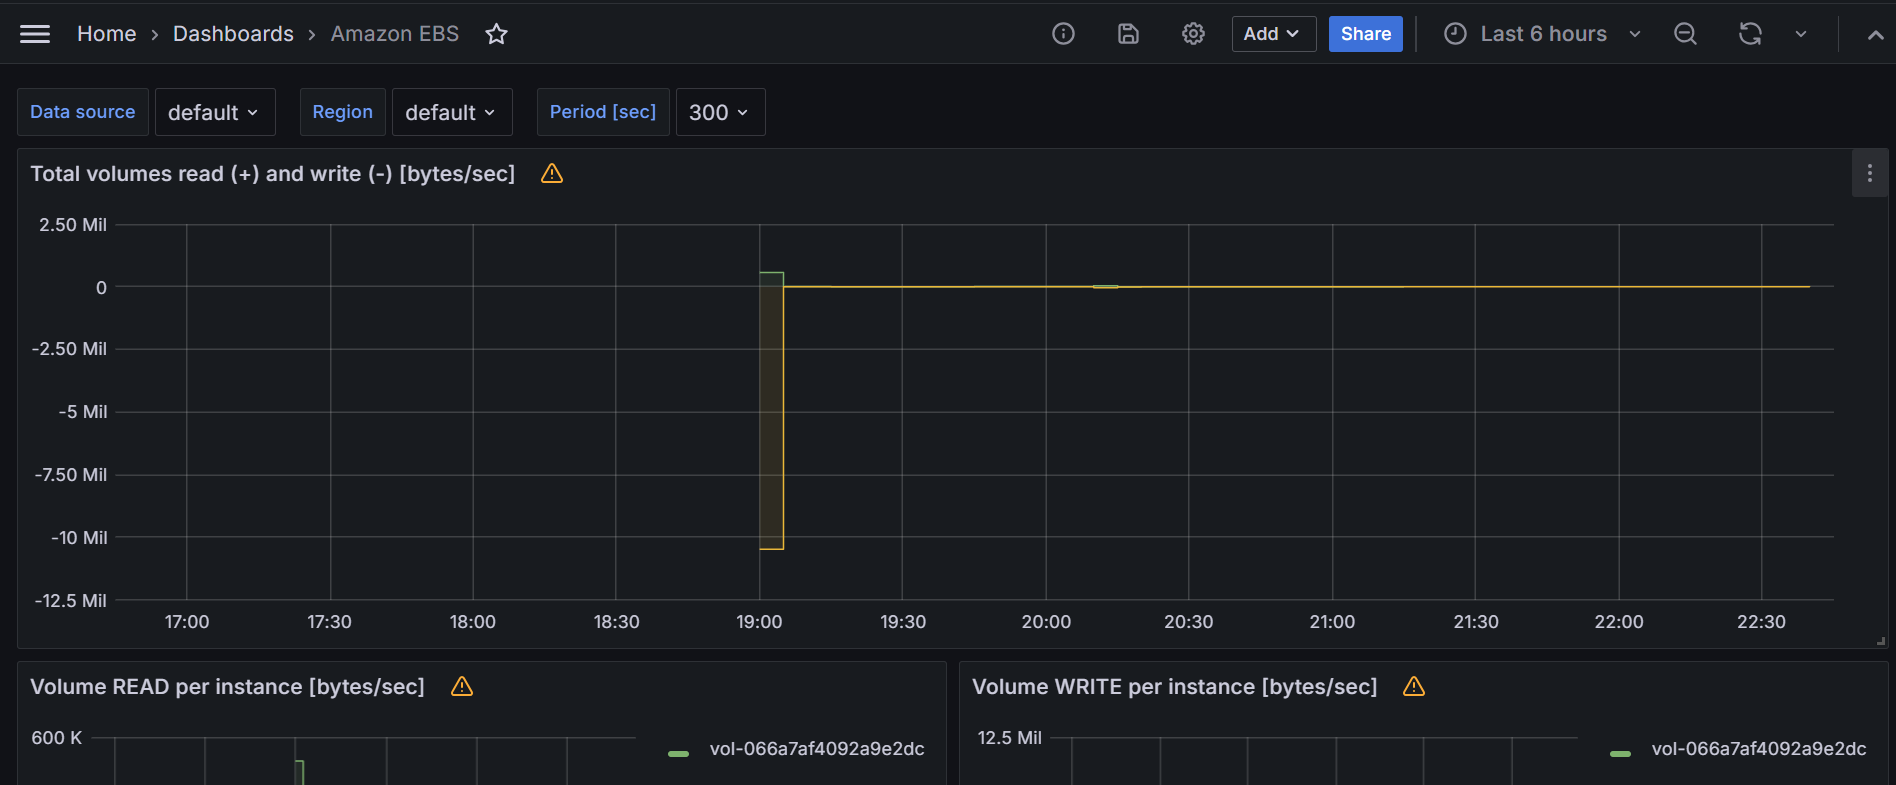 Home › Dashboards › Amazon EBS Add Share Last 6 hours
Data source default Region default Period [sec] 300
Total volumes read (+) and write (-) [bytes/sec]
2.50 Mil
0
-2.50 Mil
-5 Mil
-7.50 Mil
-10 Mil
-12.5 Mil
17:00 17:30 18:00 18:30 19:00 19:30 20:00 20:30 21:00 21:30 22:00 22:30
Volume READ per instance [bytes/sec]
600 K
vol-066a7af4092a9e2dc
Volume WRITE per instance [bytes/sec]
12.5 Mil
vol-066a7af4092a9e2dc